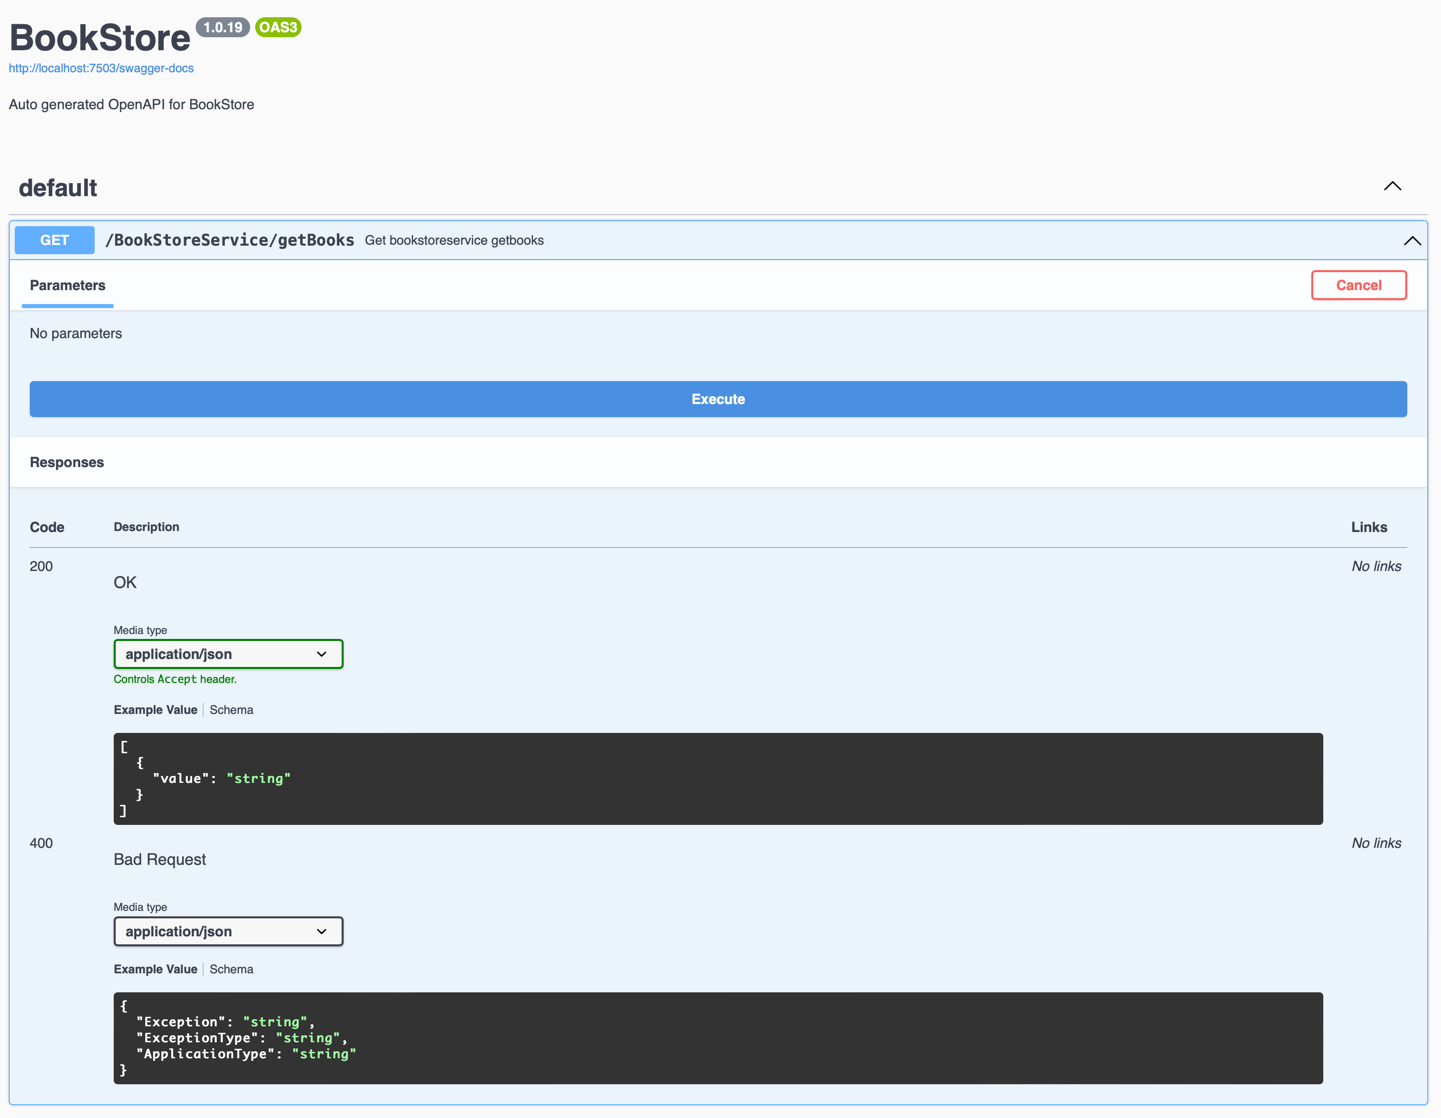 BookStore 1.0.19 OAS3
http://localhost:7503/swagger-docs
Auto generated OpenAPI for BookStore
default
GET /BookStoreService/getBooks Get bookstoreservice getbooks
Parameters Cancel
No parameters
Execute
Responses
Code Description Links
200 No links
OK
Media type
application/json
Controls Accept header.
Example Value Schema
[
  {
    "value": "string"
  }
]
400 No links
Bad Request
Media type
application/json
Example Value Schema
{
  "Exception": "string",
  "ExceptionType": "string",
  "ApplicationType": "string"
}